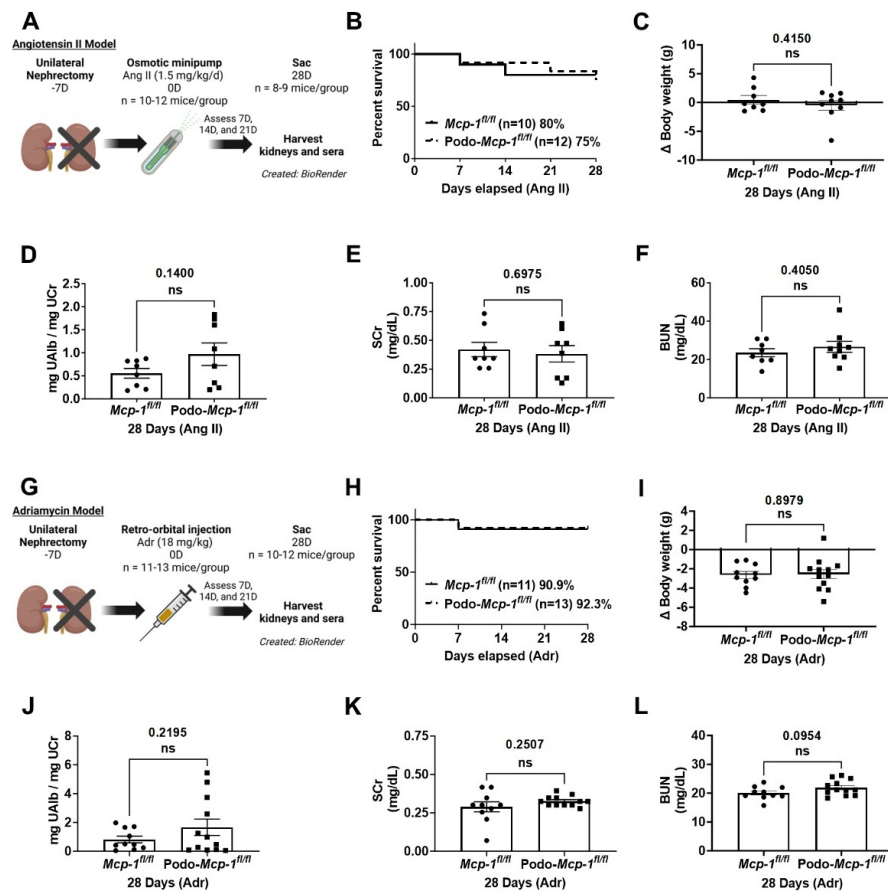 A
Angiotensin II Model
Unilateral
Nephrectomy
-7D
Osmotic minipump
Ang II (1.5 mg/kg/d)
0D
n = 10-12 mice/group
Sac
28D
n = 8-9 mice/group
Assess 7D,
14D, and 21D
Harvest
kidneys and sera
Created: BioRender
B
Percent survival
100
50
0
Mcp-1fl/fl (n=10) 80%
Podo-Mcp-1fl/fl (n=12) 75%
0 7 14 21 28
Days elapsed (Ang II)
C
0.4150
ns
Δ Body weight (g)
10
5
0
-5
-10
Mcp-1fl/fl Podo-Mcp-1fl/fl
28 Days (Ang II)
D
0.1400
ns
mg UAlb / mg UCr
2.0
1.5
1.0
0.5
0.0
Mcp-1fl/fl Podo-Mcp-1fl/fl
28 Days (Ang II)
E
0.6975
ns
SCr
(mg/dL)
1.00
0.75
0.50
0.25
0.00
Mcp-1fl/fl Podo-Mcp-1fl/fl
28 Days (Ang II)
F
0.4050
ns
BUN
(mg/dL)
60
40
20
0
Mcp-1fl/fl Podo-Mcp-1fl/fl
28 Days (Ang II)
G
Adriamycin Model
Unilateral
Nephrectomy
-7D
Retro-orbital injection
Adr (18 mg/kg)
0D
n = 11-13 mice/group
Sac
28D
n = 10-12 mice/group
Assess 7D,
14D, and 21D
Harvest
kidneys and sera
Created: BioRender
H
Percent survival
100
50
0
Mcp-1fl/fl (n=11) 90.9%
Podo-Mcp-1fl/fl (n=13) 92.3%
0 7 14 21 28
Days elapsed (Adr)
I
0.8979
ns
Δ Body weight (g)
4
2
0
-2
-4
-6
-8
Mcp-1fl/fl Podo-Mcp-1fl/fl
28 Days (Adr)
J
0.2195
ns
mg UAlb / mg UCr
8
6
4
2
0
Mcp-1fl/fl Podo-Mcp-1fl/fl
28 Days (Adr)
K
0.2507
ns
SCr
(mg/dL)
0.75
0.50
0.25
0.00
Mcp-1fl/fl Podo-Mcp-1fl/fl
28 Days (Adr)
L
0.0954
ns
BUN
(mg/dL)
40
30
20
10
0
Mcp-1fl/fl Podo-Mcp-1fl/fl
28 Days (Adr)